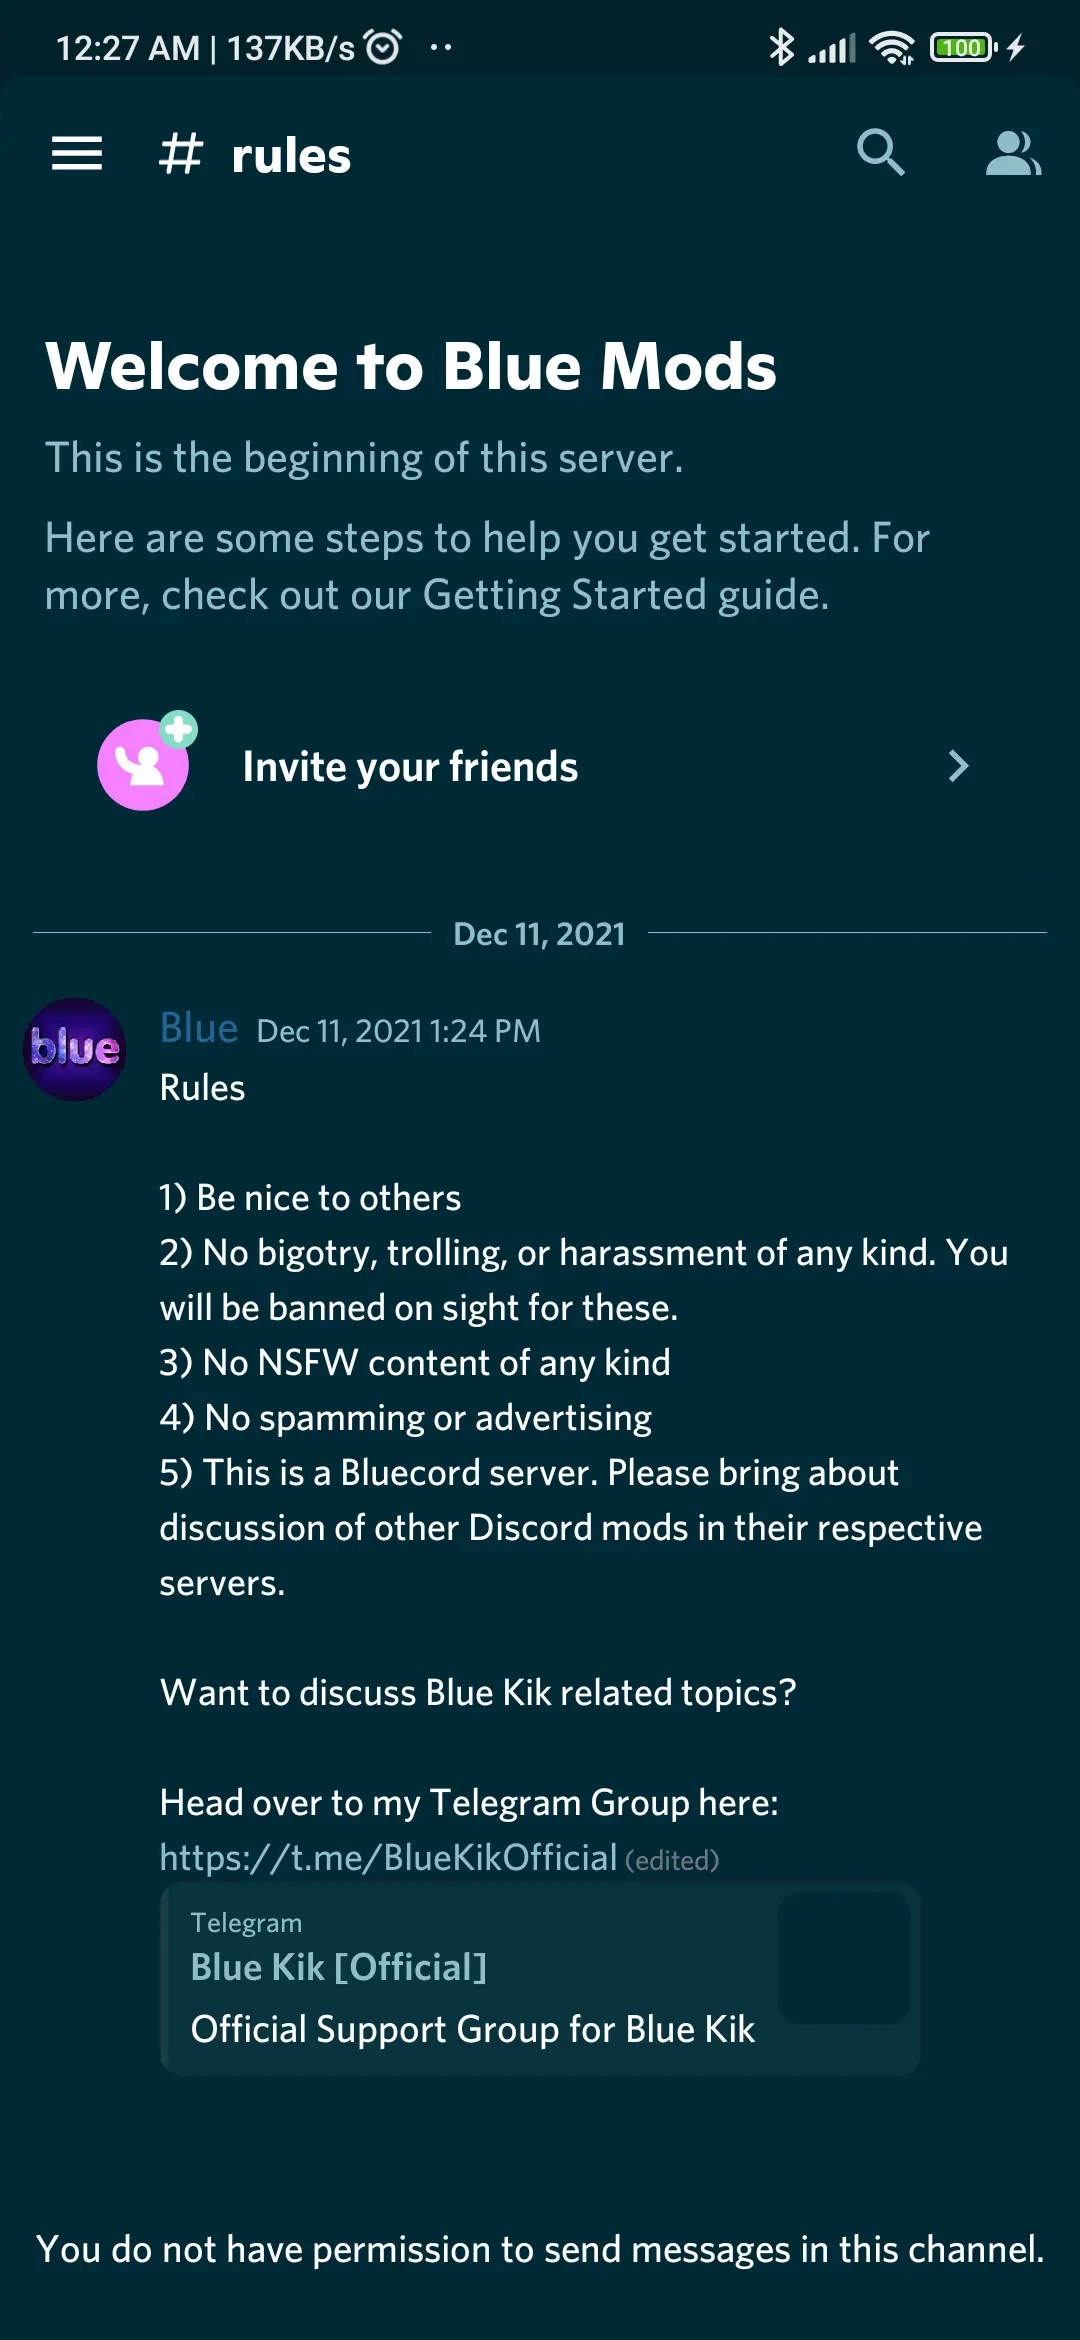 12:27 AM | 137KB/s
100
# rules
Welcome to Blue Mods
This is the beginning of this server.
Here are some steps to help you get started. For
more, check out our Getting Started guide.
Invite your friends
Dec 11, 2021
blue
Blue Dec 11, 2021 1:24 PM
Rules
1) Be nice to others
2) No bigotry, trolling, or harassment of any kind. You
will be banned on sight for these.
3) No NSFW content of any kind
4) No spamming or advertising
5) This is a Bluecord server. Please bring about
discussion of other Discord mods in their respective
servers.
Want to discuss Blue Kik related topics?
Head over to my Telegram Group here:
https://t.me/BlueKikOfficial (edited)
Telegram
Blue Kik [Official]
Official Support Group for Blue Kik
You do not have permission to send messages in this channel.